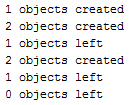 1 objects created
2 objects created
1 objects left
2 objects created
1 objects left
0 objects left